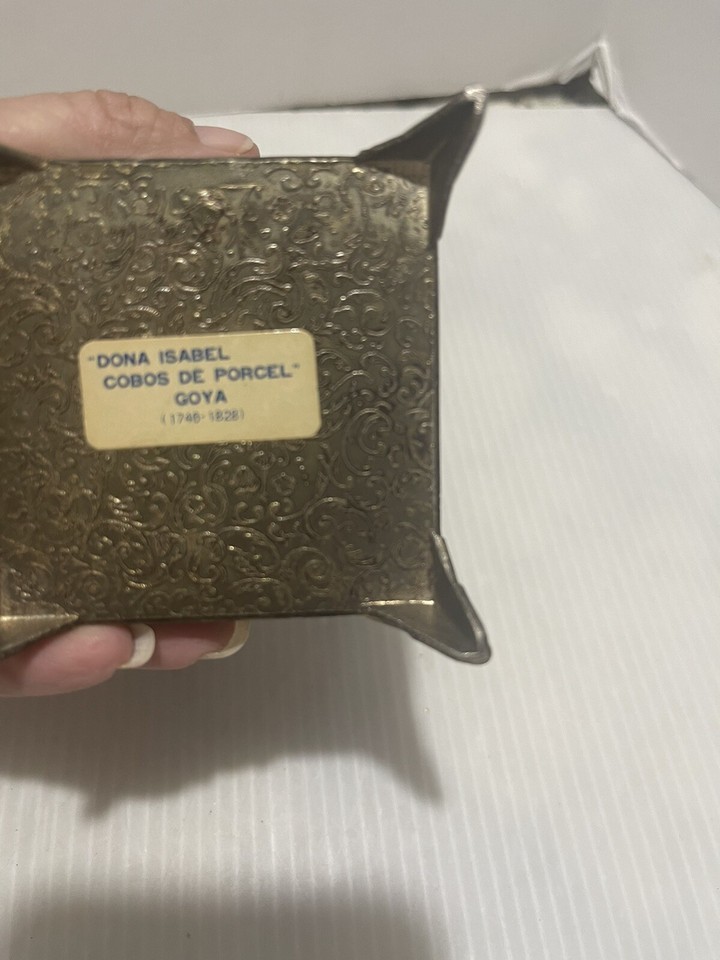 "DONA ISABEL
COBOS DE PORCEL"
GOYA
(1746-1828)